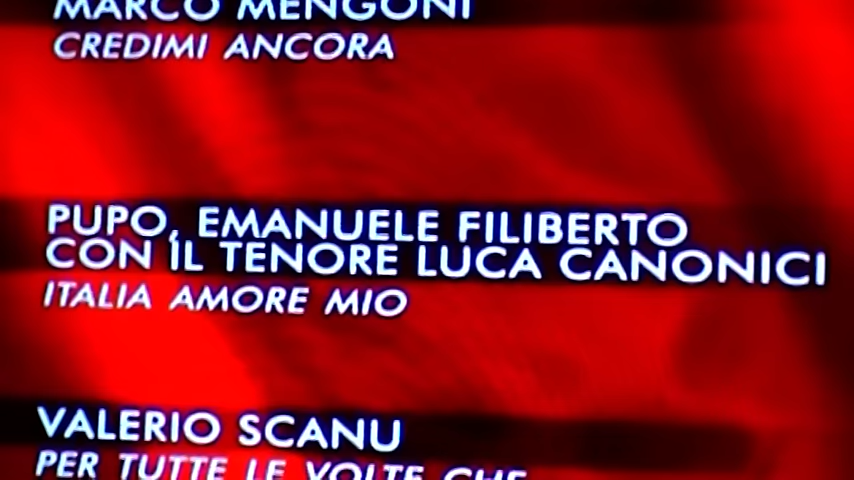 MARCO MENGONI
CREDIMI ANCORA
PUPO, EMANUELE FILIBERTO
CON IL TENORE LUCA CANONICI
ITALIA AMORE MIO
VALERIO SCANU
PER TUTTE LE VOLTE CHE